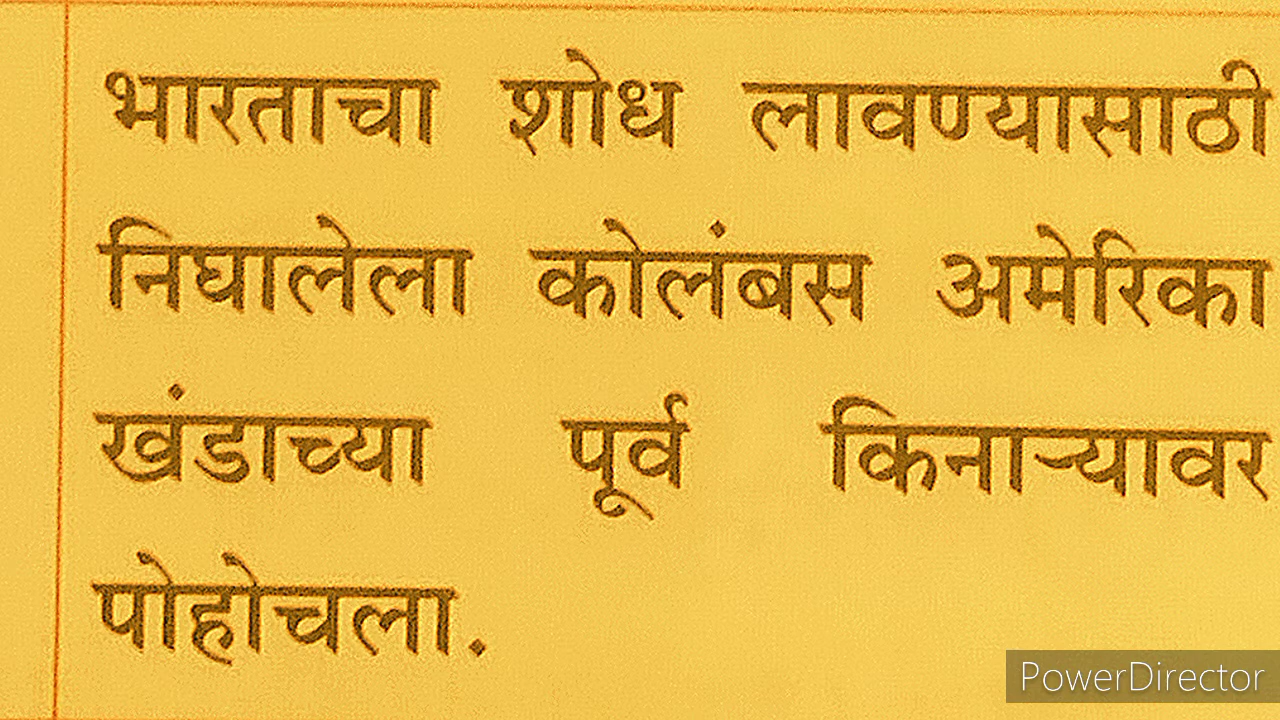 भारताचा शोध लावण्यासाठी
निघालेला कोलंबस अमेरिका
खंडाच्या पूर्व किनाऱ्यावर
पोहोचला.
PowerDirector